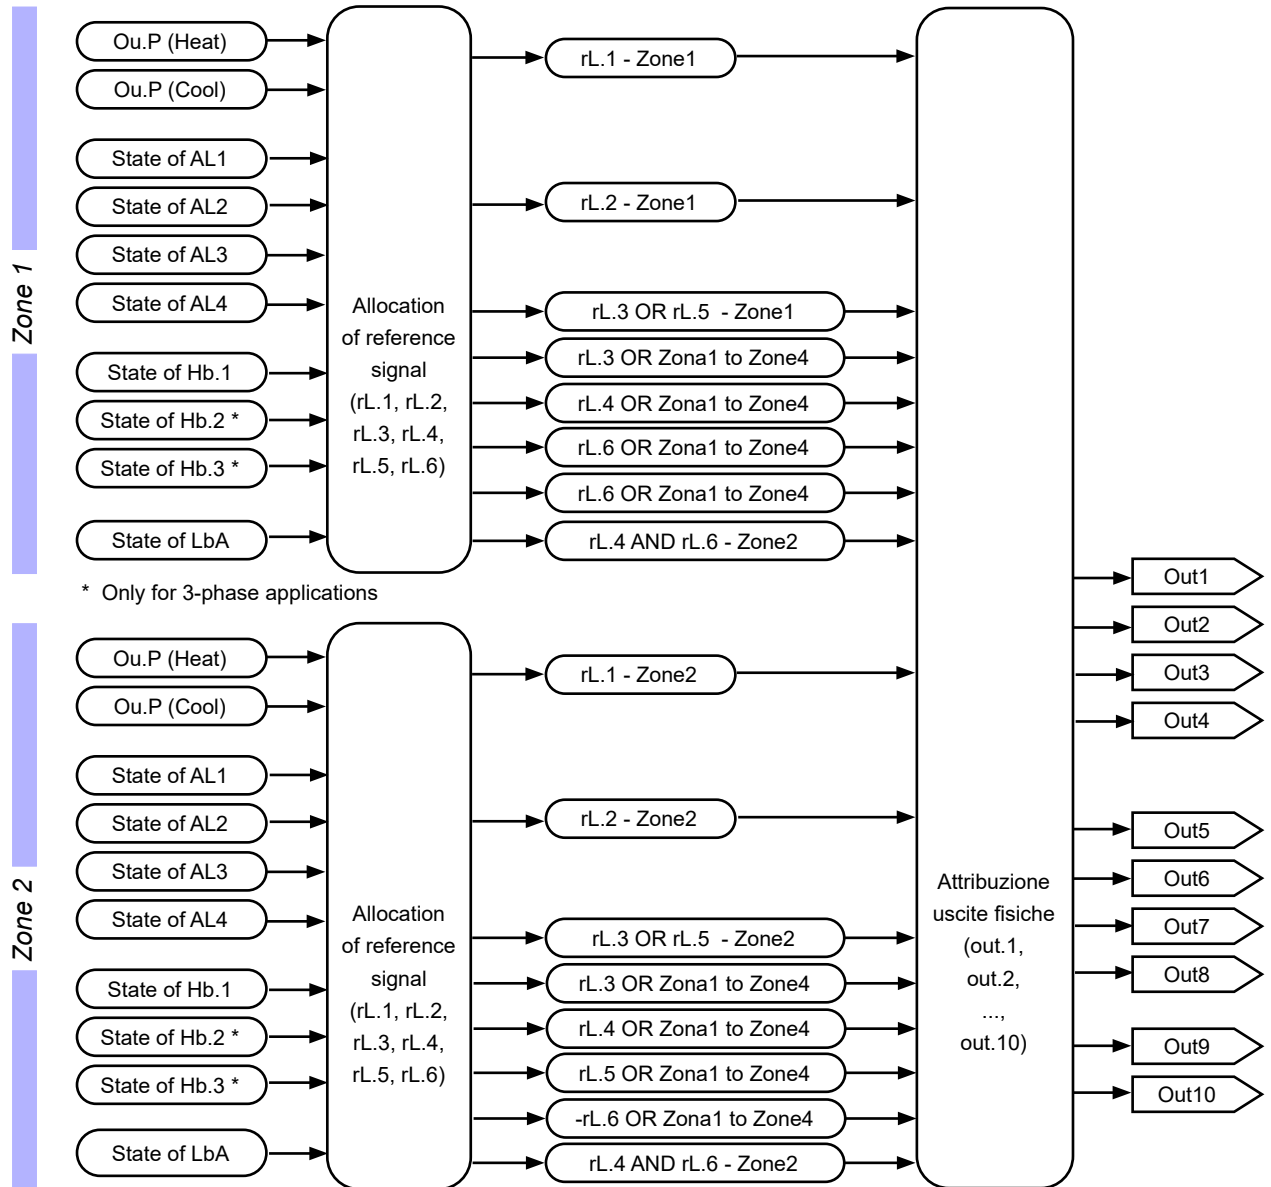 Zone 1
Ou.P (Heat)
Ou.P (Cool)
State of AL1
State of AL2
State of AL3
State of AL4
State of Hb.1
State of Hb.2 *
State of Hb.3 *
State of LbA
* Only for 3-phase applications
Allocation
of reference
signal
(rL.1, rL.2,
rL.3, rL.4,
rL.5, rL.6)
rL.1 - Zone1
rL.2 - Zone1
rL.3 OR rL.5 - Zone1
rL.3 OR Zona1 to Zone4
rL.4 OR Zona1 to Zone4
rL.6 OR Zona1 to Zone4
rL.6 OR Zona1 to Zone4
rL.4 AND rL.6 - Zone2
Zone 2
Ou.P (Heat)
Ou.P (Cool)
State of AL1
State of AL2
State of AL3
State of AL4
State of Hb.1
State of Hb.2 *
State of Hb.3 *
State of LbA
Allocation
of reference
signal
(rL.1, rL.2,
rL.3, rL.4,
rL.5, rL.6)
rL.1 - Zone2
rL.2 - Zone2
rL.3 OR rL.5 - Zone2
rL.3 OR Zona1 to Zone4
rL.4 OR Zona1 to Zone4
rL.5 OR Zona1 to Zone4
-rL.6 OR Zona1 to Zone4
rL.4 AND rL.6 - Zone2
Attribuzione
uscite fisiche
(out.1,
out.2,
...,
out.10)
Out1
Out2
Out3
Out4
Out5
Out6
Out7
Out8
Out9
Out10